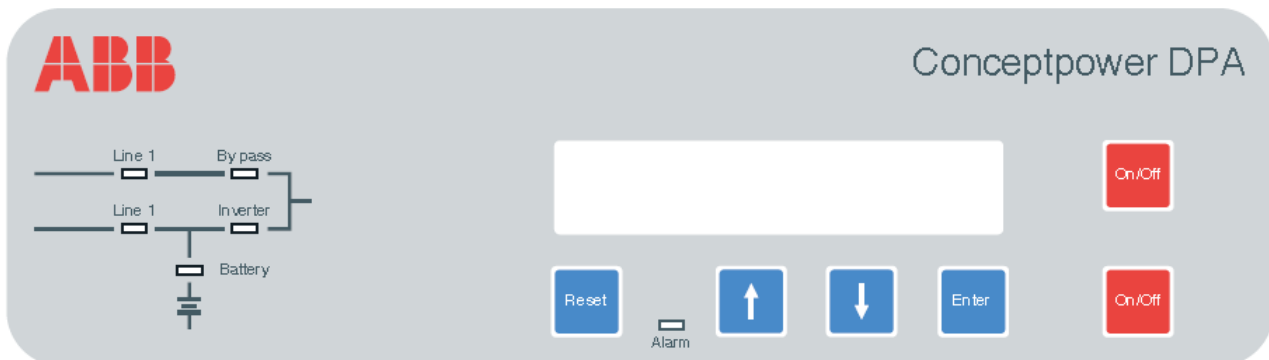 ABB
Conceptpower DPA
Line 1
By pass
On/Off
Line 1
Inverter
Battery
Reset
Alarm
Enter
On/Off